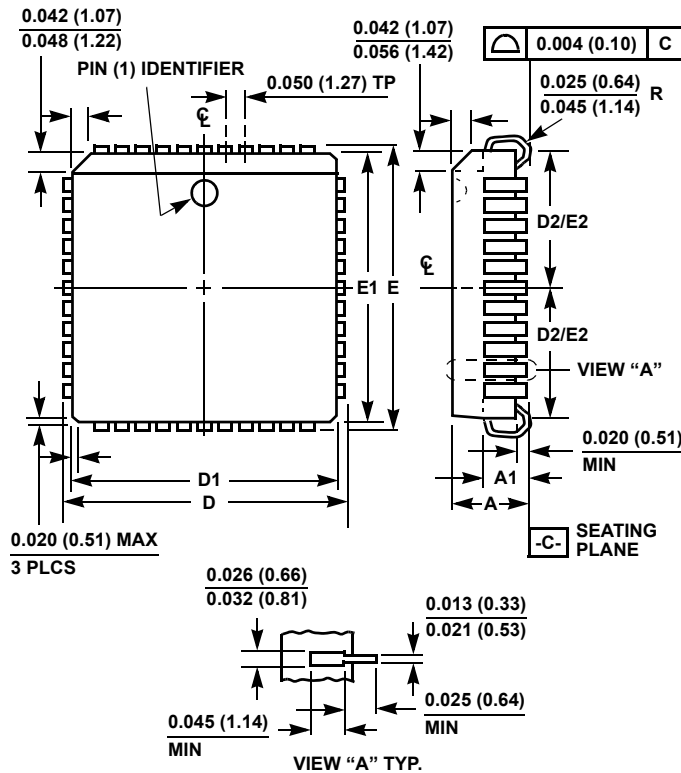 0.042 (1.07)
0.048 (1.22)
PIN (1) IDENTIFIER
0.050 (1.27) TP
℄
0.042 (1.07)
0.056 (1.42)
0.004 (0.10) C
0.025 (0.64)
0.045 (1.14)
R
℄
D2/E2
E1
E
D2/E2
VIEW “A”
0.020 (0.51)
MIN
A1
A
D1
D
0.020 (0.51) MAX
3 PLCS
-C-
SEATING
PLANE
0.026 (0.66)
0.032 (0.81)
0.013 (0.33)
0.021 (0.53)
0.045 (1.14)
MIN
0.025 (0.64)
MIN
VIEW “A” TYP.